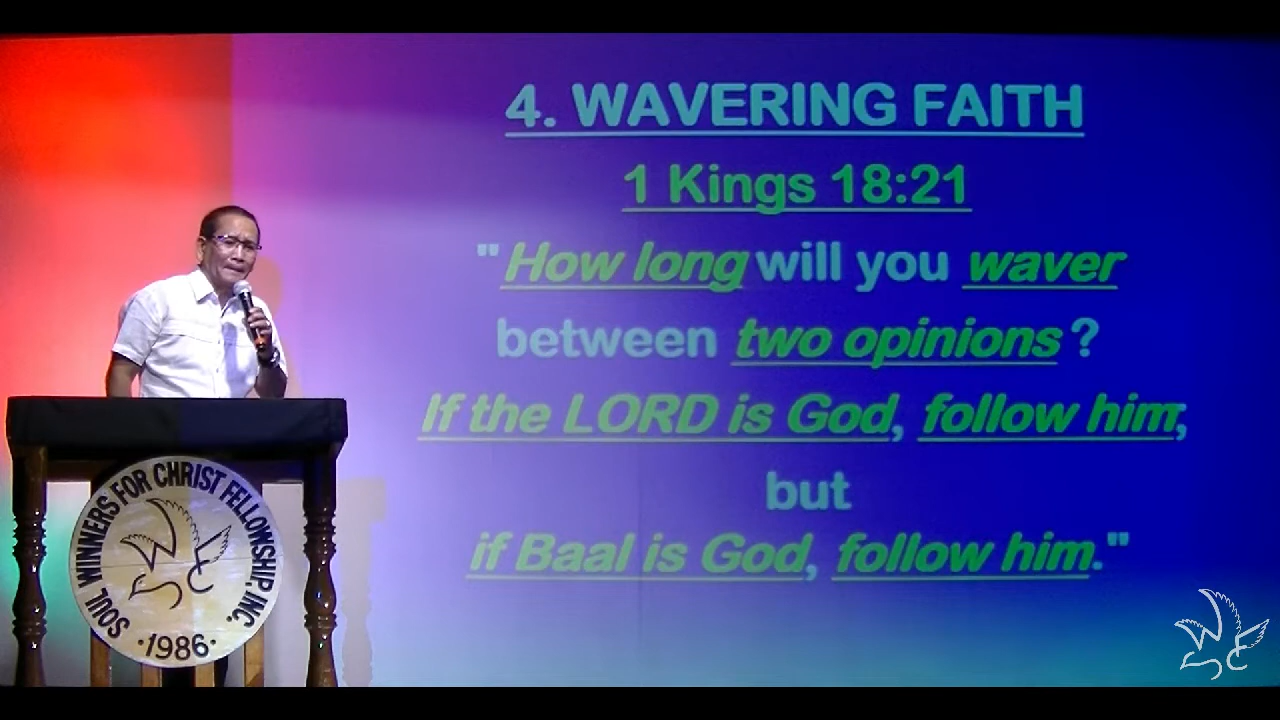 4. WAVERING FAITH
1 Kings 18:21
"How long will you waver
between two opinions?
If the LORD is God, follow him,
but
if Baal is God, follow him."
SOUL WINNERS FOR CHRIST FELLOWSHIP, INC.
·1986·